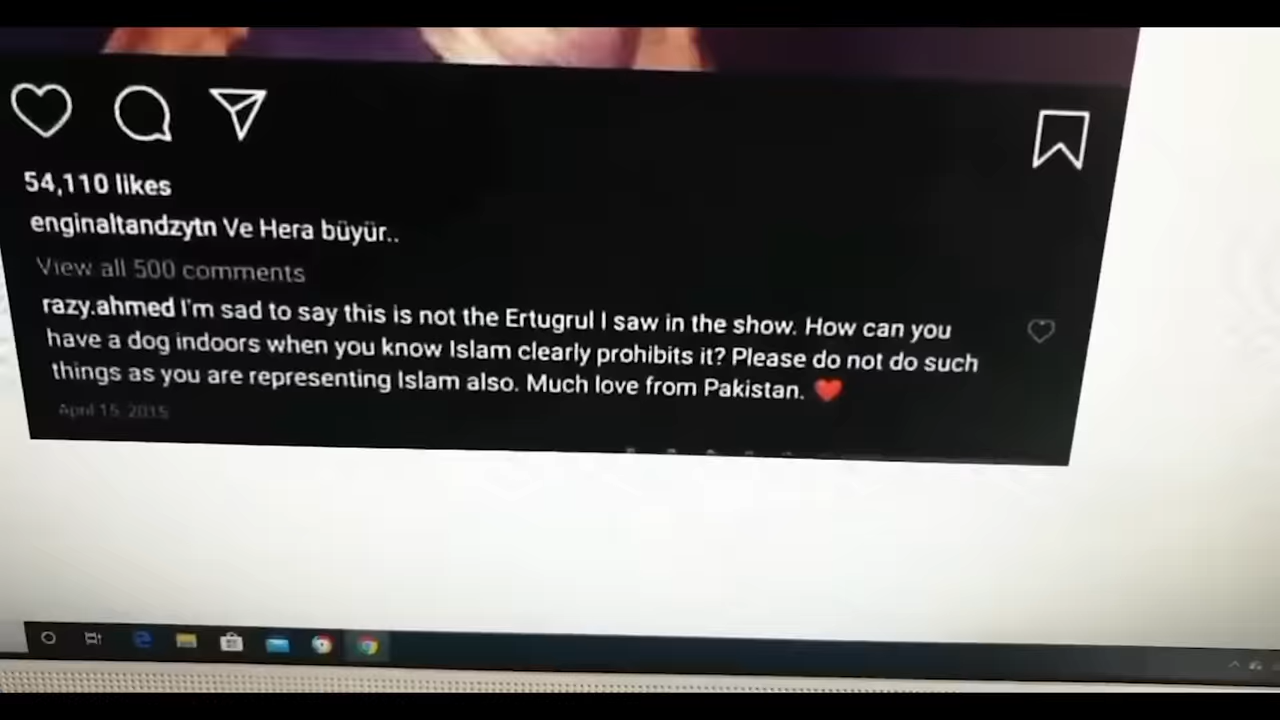 54,110 likes
enginaltandzytn Ve Hera büyür..
View all 500 comments
razy.ahmed I'm sad to say this is not the Ertugrul I saw in the show. How can you
have a dog indoors when you know Islam clearly prohibits it? Please do not do such
things as you are representing Islam also. Much love from Pakistan. ❤️
April 15, 2015